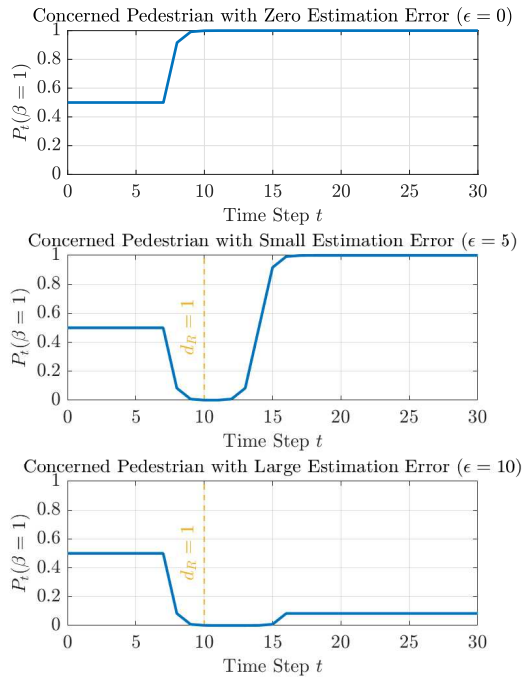 Concerned Pedestrian with Zero Estimation Error (ϵ = 0)
1
0.8
0.6
0.4
0.2
0
P_t(β = 1)
0 5 10 15 20 25 30
Time Step t
Concerned Pedestrian with Small Estimation Error (ϵ = 5)
1
0.8
0.6
0.4
0.2
0
P_t(β = 1)
d_R = 1
0 5 10 15 20 25 30
Time Step t
Concerned Pedestrian with Large Estimation Error (ϵ = 10)
1
0.8
0.6
0.4
0.2
0
P_t(β = 1)
d_R = 1
0 5 10 15 20 25 30
Time Step t